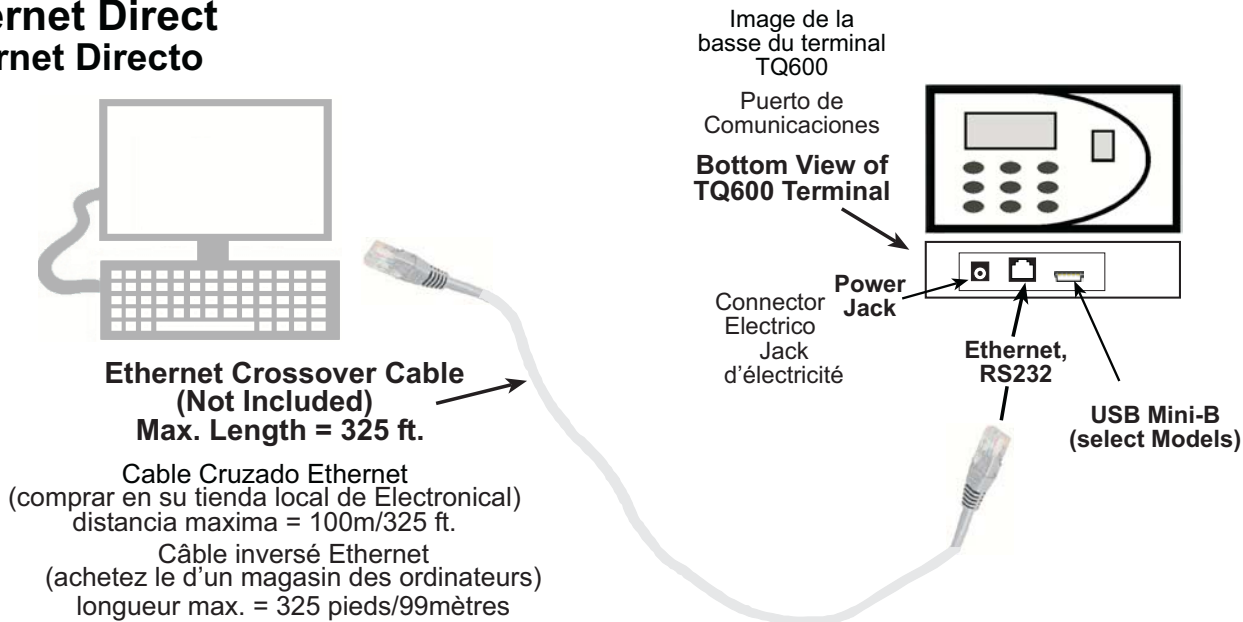 ernet Direct
rnet Directo
Image de la
basse du terminal
TQ600
Puerto de
Comunicaciones
Bottom View of
TQ600 Terminal
Power
Jack
Connector
Electrico
Jack
d'électricité
Ethernet,
RS232
USB Mini-B
(select Models)
Ethernet Crossover Cable
(Not Included)
Max. Length = 325 ft.
Cable Cruzado Ethernet
(comprar en su tienda local de Electronical)
distancia maxima = 100m/325 ft.
Câble inversé Ethernet
(achetez le d'un magasin des ordinateurs)
longueur max. = 325 pieds/99mètres